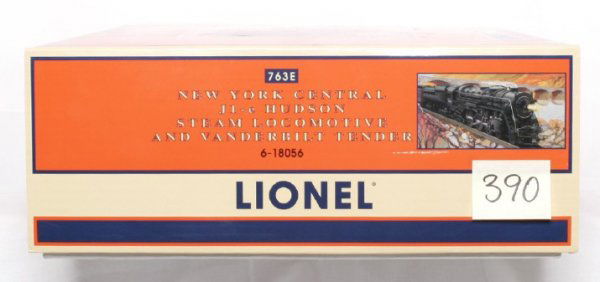 763E
NEW YORK CENTRAL
J1-e HUDSON
STEAM LOCOMOTIVE
AND VANDERBILT TENDER
6-18056
LIONEL®
390